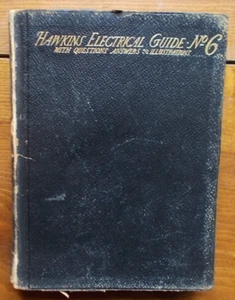 HAWKINS ELECTRICAL GUIDE · No 6
WITH QUESTIONS ANSWERS & ILLUSTRATIONS